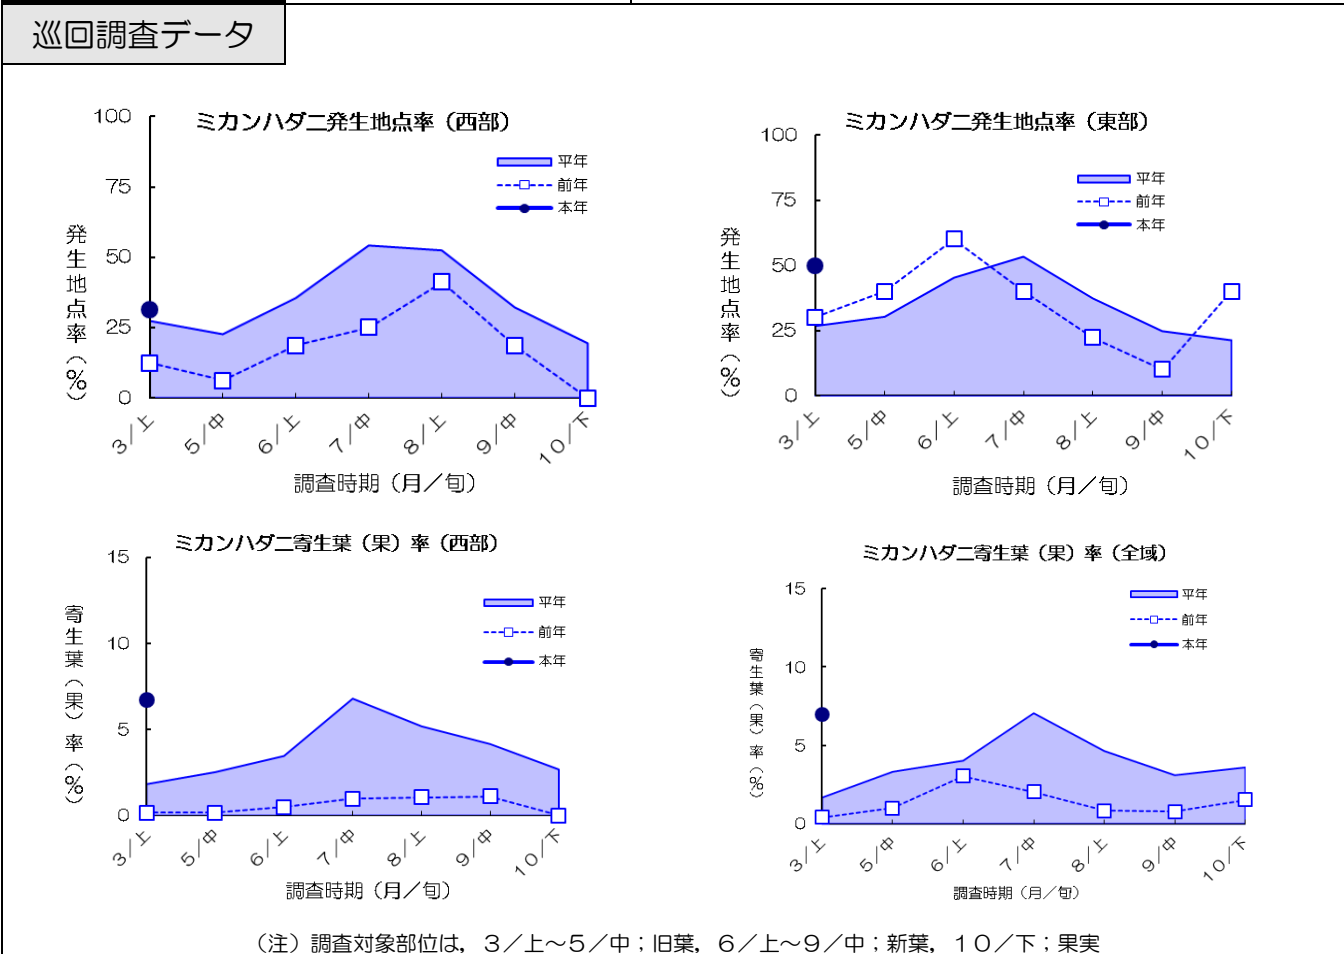 巡回調査データ
ミカンハダニ発生地点率（西部）
100
75
50
25
0
発生地点率（％）
平年
前年
本年
3／上
5／中
6／上
7／中
8／上
9／中
10／下
調査時期（月／旬）
ミカンハダニ発生地点率（東部）
100
75
50
25
0
発生地点率（％）
平年
前年
本年
3／上
5／中
6／上
7／中
8／上
9／中
10／下
調査時期（月／旬）
ミカンハダニ寄生葉（果）率（西部）
15
10
5
0
寄生葉（果）率（％）
平年
前年
本年
3／上
5／中
6／上
7／中
8／上
9／中
10／下
調査時期（月／旬）
ミカンハダニ寄生葉（果）率（全域）
15
10
5
0
寄生葉（果）率（％）
平年
前年
本年
3／上
5／中
6／上
7／中
8／上
9／中
10／下
調査時期（月／旬）
（注）調査対象部位は，３／上～５／中；旧葉，６／上～９／中；新葉，１０／下；果実